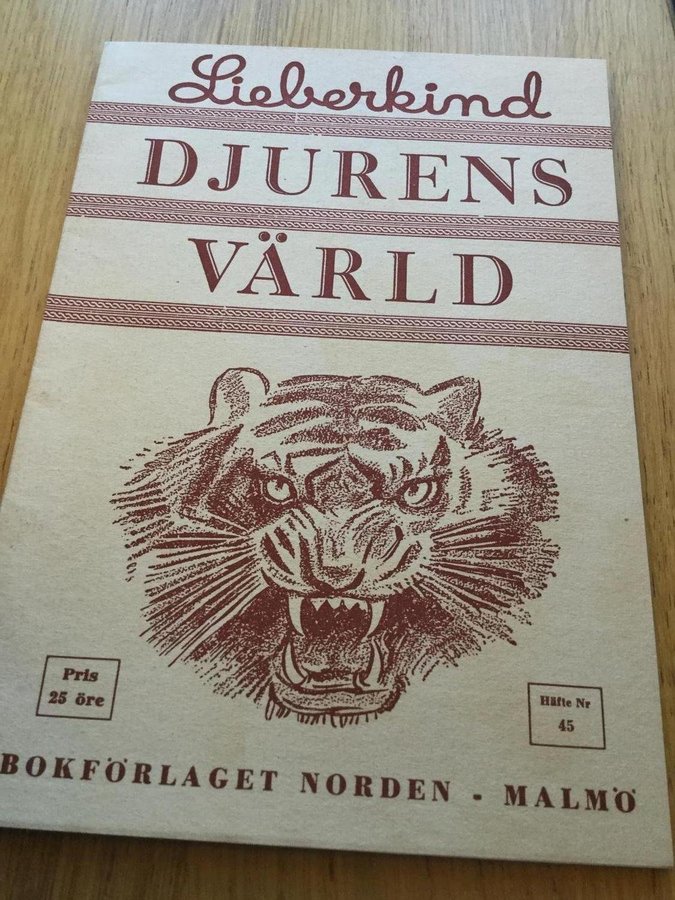 Lieberkind
DJURENS
VÄRLD
Pris
25 öre
Häfte Nr
45
BOKFÖRLAGET NORDEN - MALMÖ